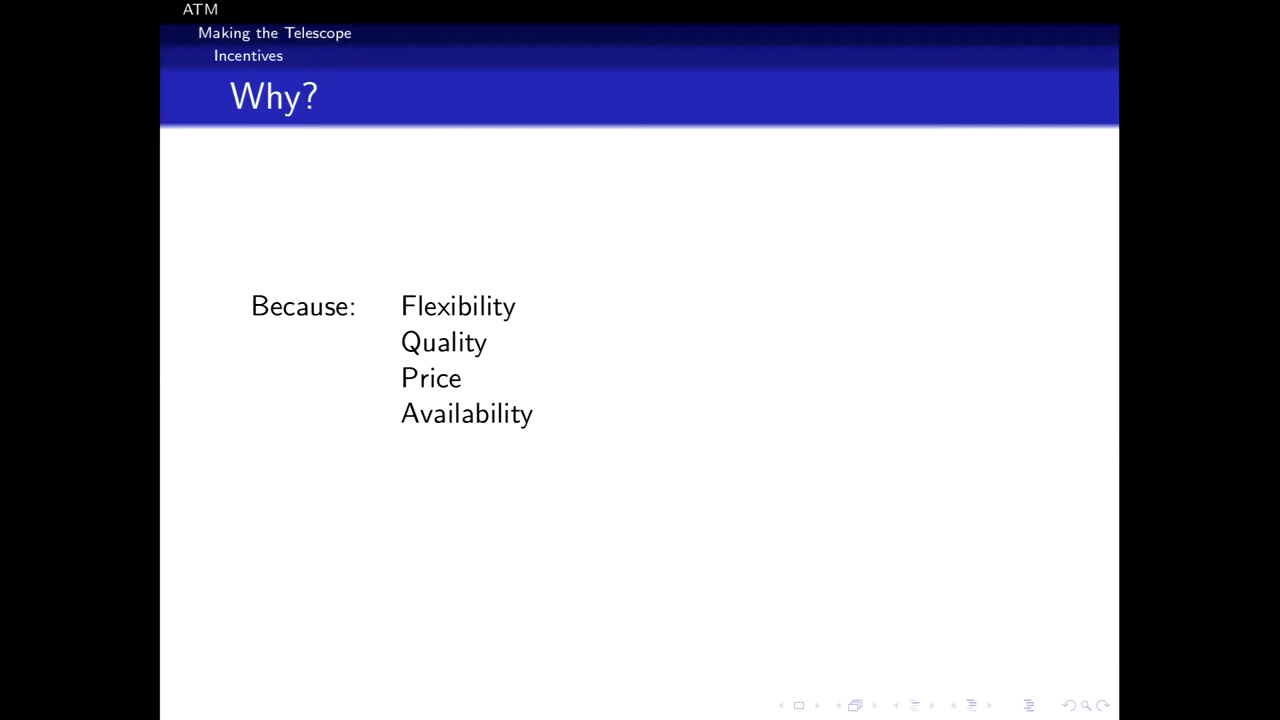 ATM
Making the Telescope
Incentives
Why?
Because: Flexibility
Quality
Price
Availability